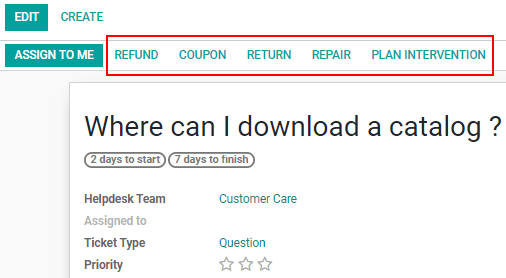 EDIT CREATE
ASSIGN TO ME REFUND COUPON RETURN REPAIR PLAN INTERVENTION
Where can I download a catalog ?
2 days to start 7 days to finish
Helpdesk Team Customer Care
Assigned to
Ticket Type Question
Priority